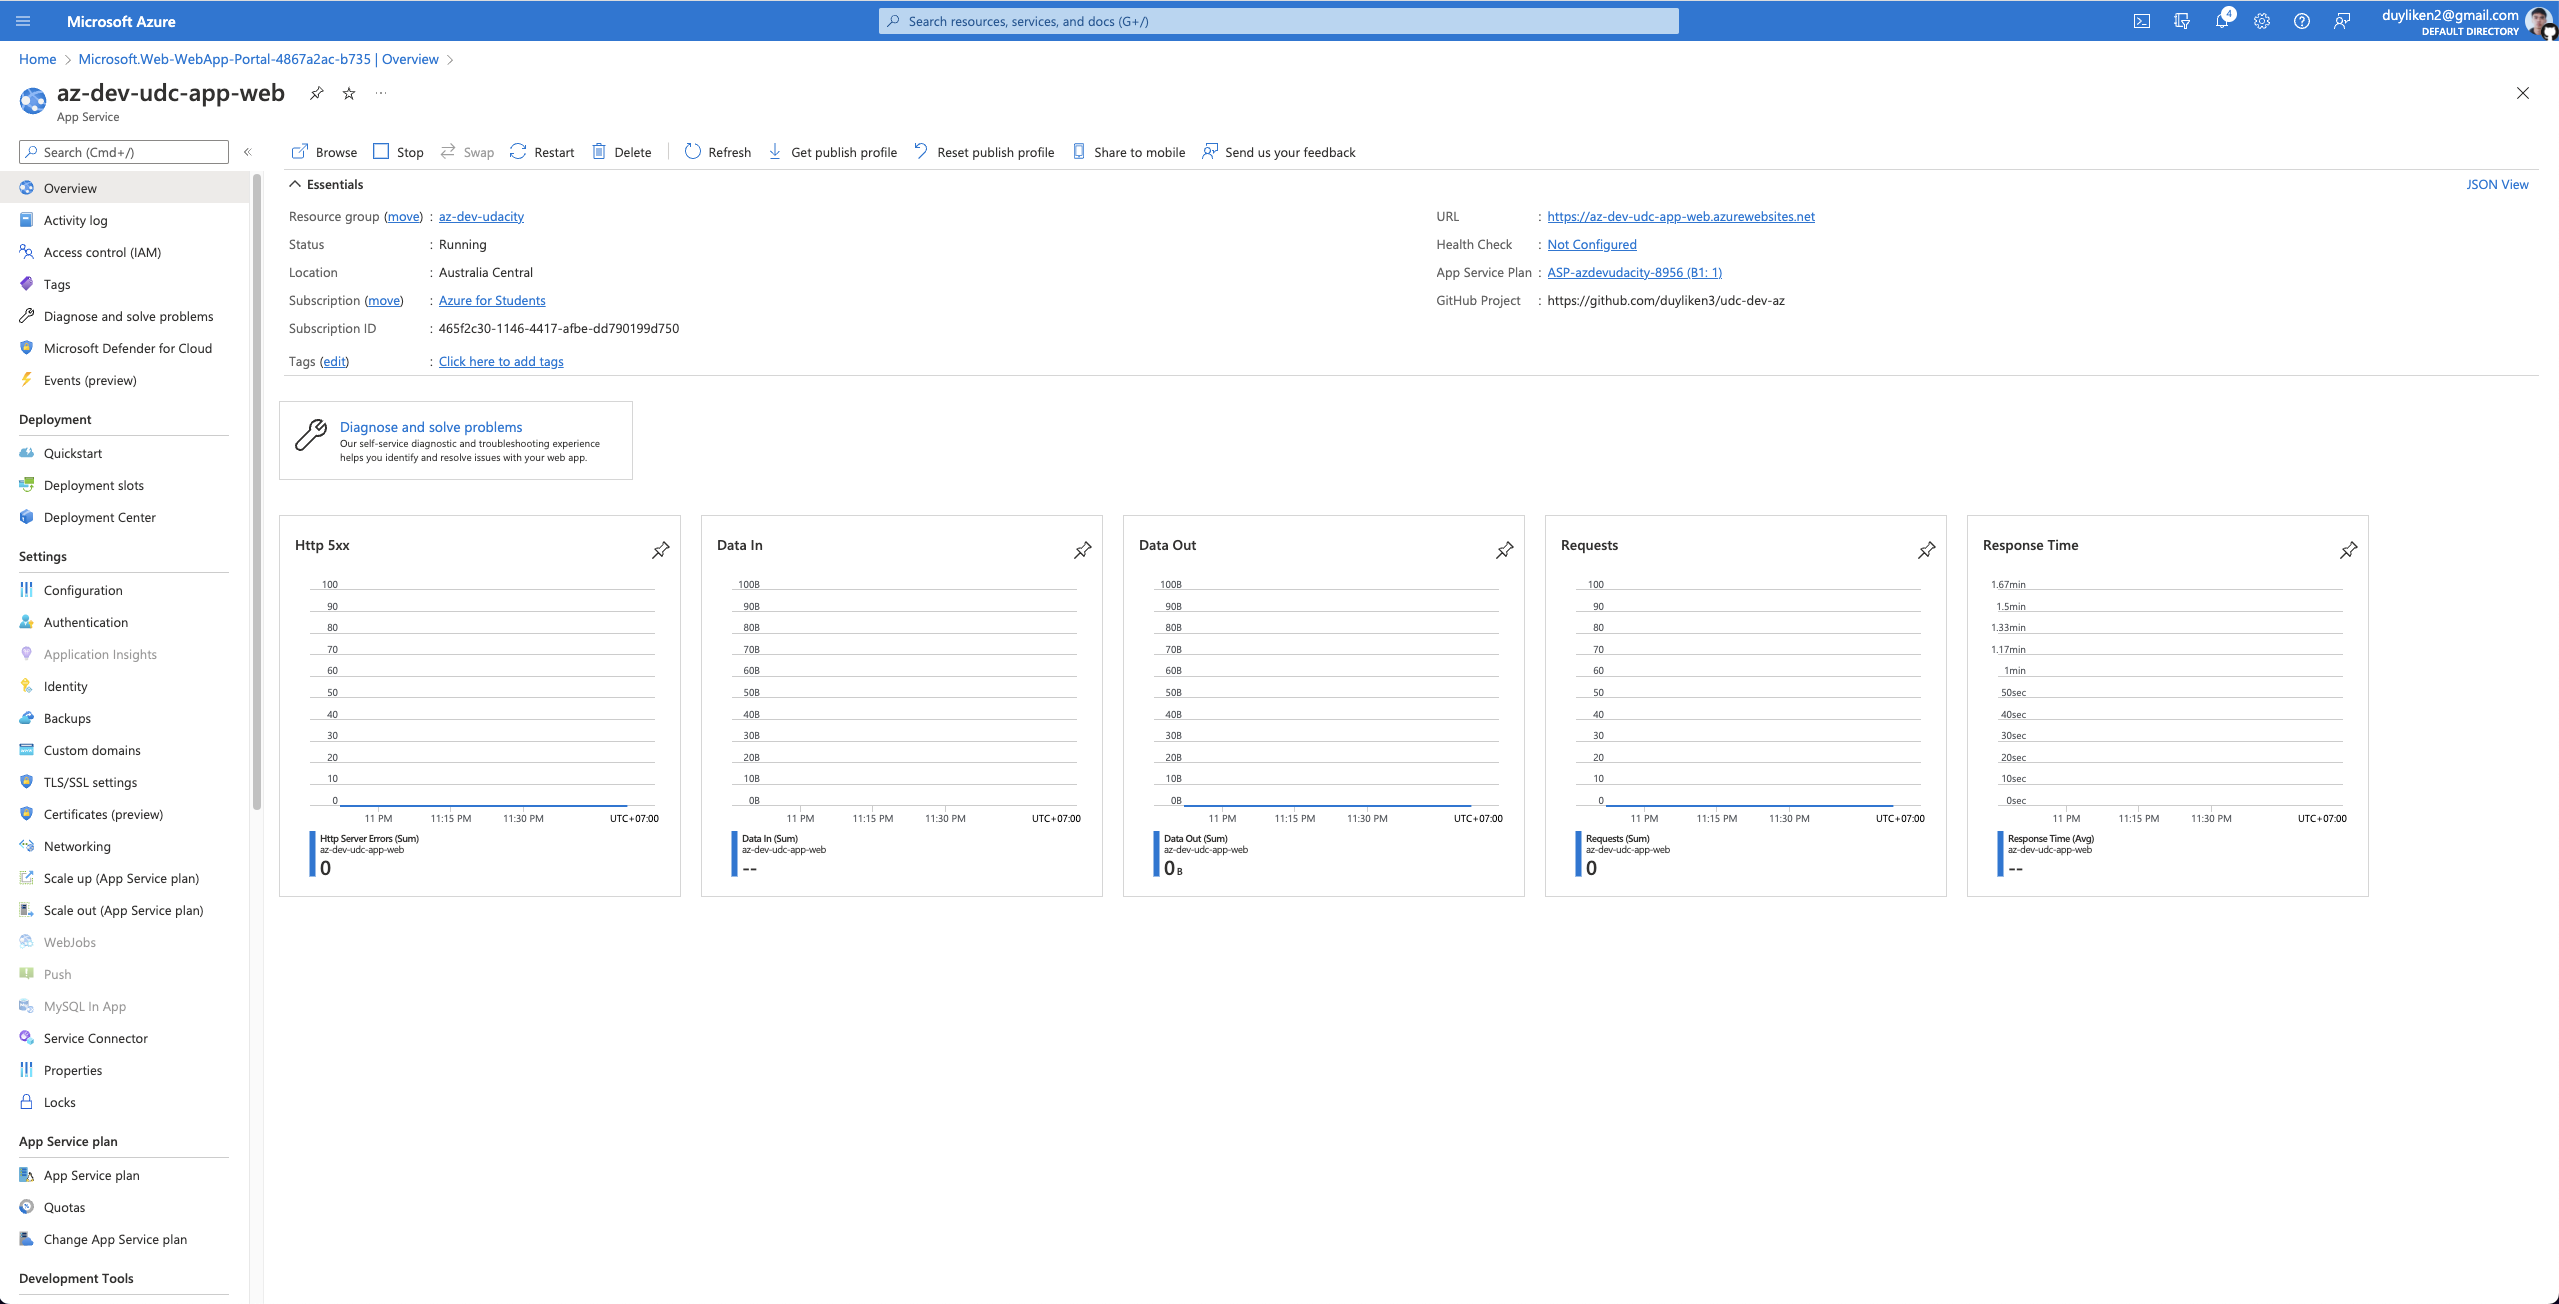 Microsoft Azure
Search resources, services, and docs (G+/)
4
duyliken2@gmail.com
DEFAULT DIRECTORY
Home > Microsoft.Web-WebApp-Portal-4867a2ac-b735 | Overview >
az-dev-udc-app-web
App Service
Search (Cmd+/)
Overview
Activity log
Access control (IAM)
Tags
Diagnose and solve problems
Microsoft Defender for Cloud
Events (preview)
Deployment
Quickstart
Deployment slots
Deployment Center
Settings
Configuration
Authentication
Application Insights
Identity
Backups
Custom domains
TLS/SSL settings
Certificates (preview)
Networking
Scale up (App Service plan)
Scale out (App Service plan)
WebJobs
Push
MySQL In App
Service Connector
Properties
Locks
App Service plan
App Service plan
Quotas
Change App Service plan
Development Tools
Browse Stop Swap Restart Delete Refresh Get publish profile Reset publish profile Share to mobile Send us your feedback
Essentials
JSON View
Resource group (move) : az-dev-udacity
Status : Running
Location : Australia Central
Subscription (move) : Azure for Students
Subscription ID : 465f2c30-1146-4417-afbe-dd790199d750
Tags (edit) : Click here to add tags
URL : https://az-dev-udc-app-web.azurewebsites.net
Health Check : Not Configured
App Service Plan : ASP-azdevudacity-8956 (B1: 1)
GitHub Project : https://github.com/duyliken3/udc-dev-az
Diagnose and solve problems
Our self-service diagnostic and troubleshooting experience
helps you identify and resolve issues with your web app.
Http 5xx
100
90
80
70
60
50
40
30
20
10
0
11 PM 11:15 PM 11:30 PM UTC+07:00
Http Server Errors (Sum)
az-dev-udc-app-web
0
Data In
100B
90B
80B
70B
60B
50B
40B
30B
20B
10B
0B
11 PM 11:15 PM 11:30 PM UTC+07:00
Data In (Sum)
az-dev-udc-app-web
--
Data Out
100B
90B
80B
70B
60B
50B
40B
30B
20B
10B
0B
11 PM 11:15 PM 11:30 PM UTC+07:00
Data Out (Sum)
az-dev-udc-app-web
0 B
Requests
100
90
80
70
60
50
40
30
20
10
0
11 PM 11:15 PM 11:30 PM UTC+07:00
Requests (Sum)
az-dev-udc-app-web
0
Response Time
1.67min
1.5min
1.33min
1.17min
1min
50sec
40sec
30sec
20sec
10sec
0sec
11 PM 11:15 PM 11:30 PM UTC+07:00
Response Time (Avg)
az-dev-udc-app-web
--